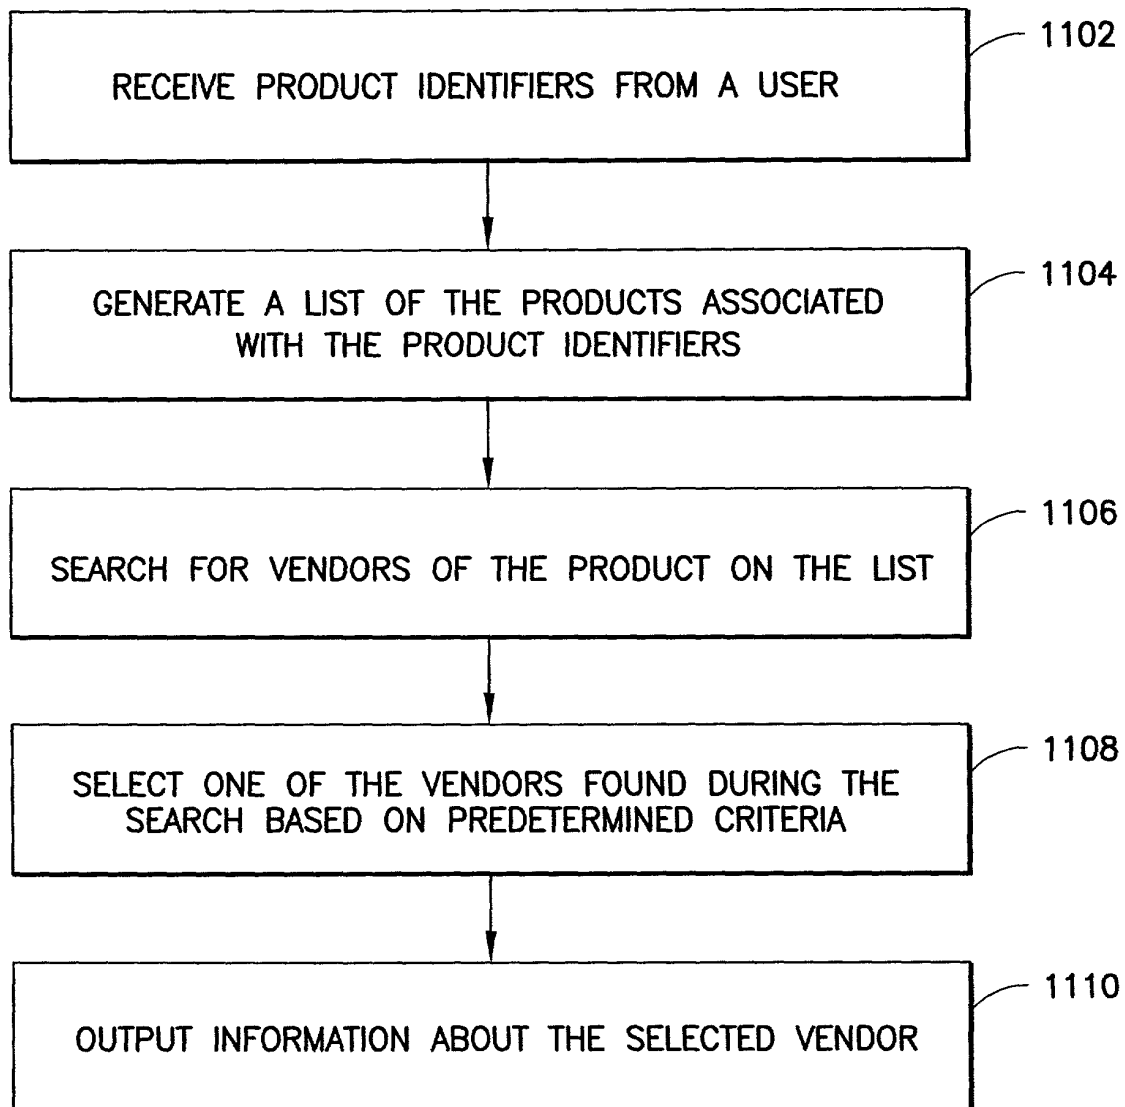 RECEIVE PRODUCT IDENTIFIERS FROM A USER
1102
GENERATE A LIST OF THE PRODUCTS ASSOCIATED
WITH THE PRODUCT IDENTIFIERS
1104
SEARCH FOR VENDORS OF THE PRODUCT ON THE LIST
1106
SELECT ONE OF THE VENDORS FOUND DURING THE
SEARCH BASED ON PREDETERMINED CRITERIA
1108
OUTPUT INFORMATION ABOUT THE SELECTED VENDOR
1110